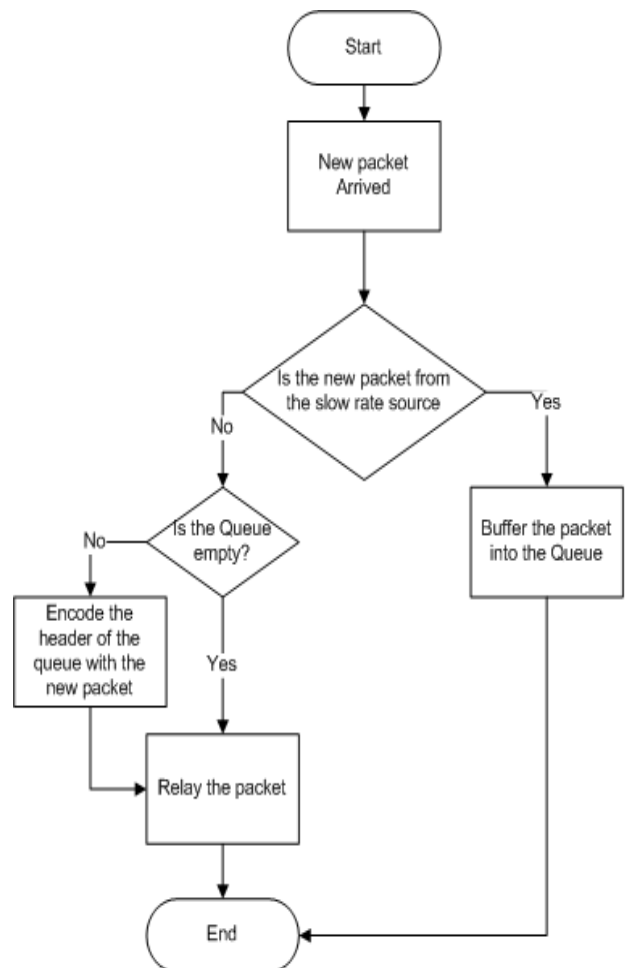 Start
New packet
Arrived
Is the new packet from
the slow rate source
No
Yes
Is the Queue
empty?
Buffer the packet
into the Queue
No
Encode the
header of the
queue with the
new packet
Yes
Relay the packet
End